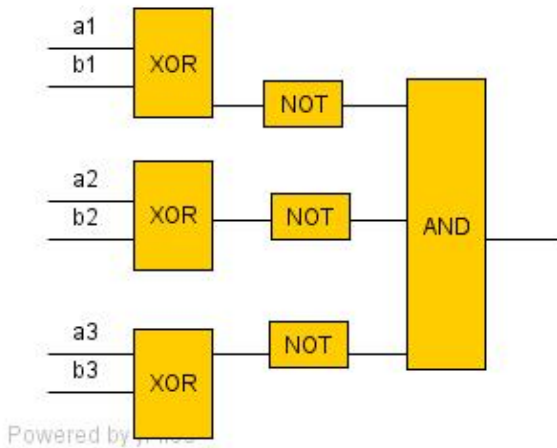 a1
b1
XOR
NOT
a2
b2
XOR
NOT
AND
a3
b3
XOR
NOT
Powered by